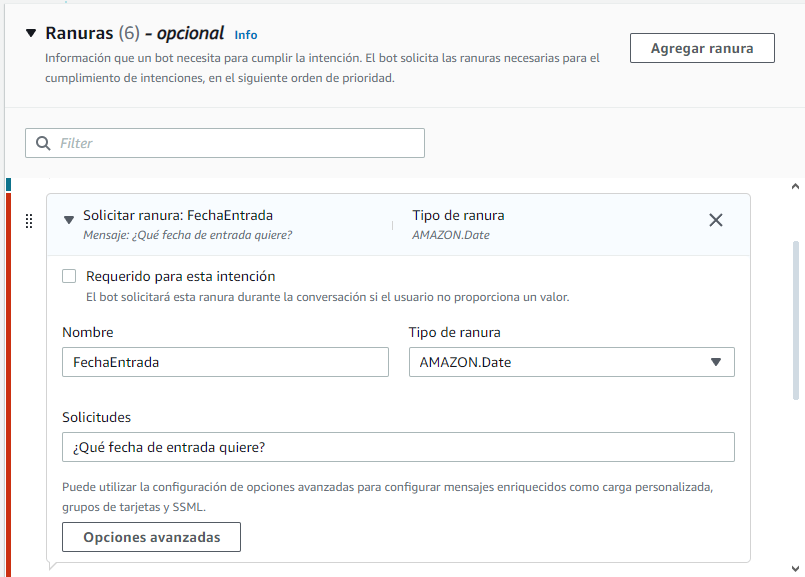 Ranuras (6) - opcional Info
Información que un bot necesita para cumplir la intención. El bot solicita las ranuras necesarias para el
cumplimiento de intenciones, en el siguiente orden de prioridad.
Agregar ranura
Filter
Solicitar ranura: FechaEntrada
Mensaje: ¿Qué fecha de entrada quiere?
Tipo de ranura
AMAZON.Date
Requerido para esta intención
El bot solicitará esta ranura durante la conversación si el usuario no proporciona un valor.
Nombre
FechaEntrada
Tipo de ranura
AMAZON.Date
Solicitudes
¿Qué fecha de entrada quiere?
Puede utilizar la configuración de opciones avanzadas para configurar mensajes enriquecidos como carga personalizada,
grupos de tarjetas y SSML.
Opciones avanzadas